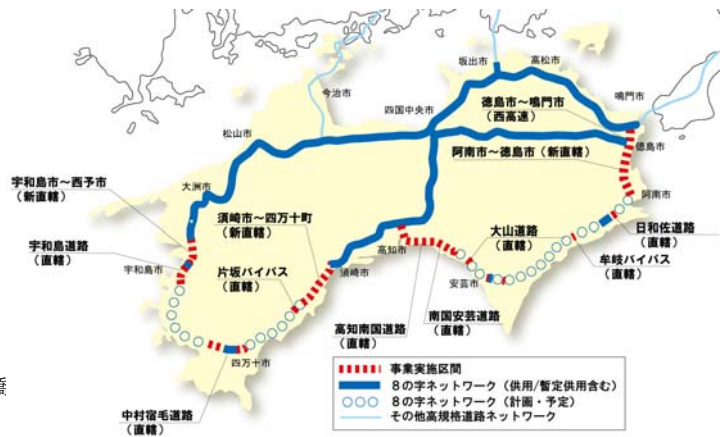 坂出市
高松市
鳴門市
今治市
四国中央市
徳島市~鳴門市
(西高速)
松山市
徳島市
阿南市~徳島市(新直轄)
宇和島市~西予市
(新直轄)
大洲市
阿南市
須崎市~四万十町
(新直轄)
日和佐道路
(直轄)
宇和島道路
(直轄)
高知市
大山道路
(直轄)
牟岐バイパス
(直轄)
宇和島市
片坂バイパス
(直轄)
須崎市
安芸市
南国安芸道路
(直轄)
高知南国道路
(直轄)
四万十市
中村宿毛道路
(直轄)
事業実施区間
8の字ネットワーク(供用/暫定供用含む)
8の字ネットワーク(計画・予定)
その他高規格道路ネットワーク